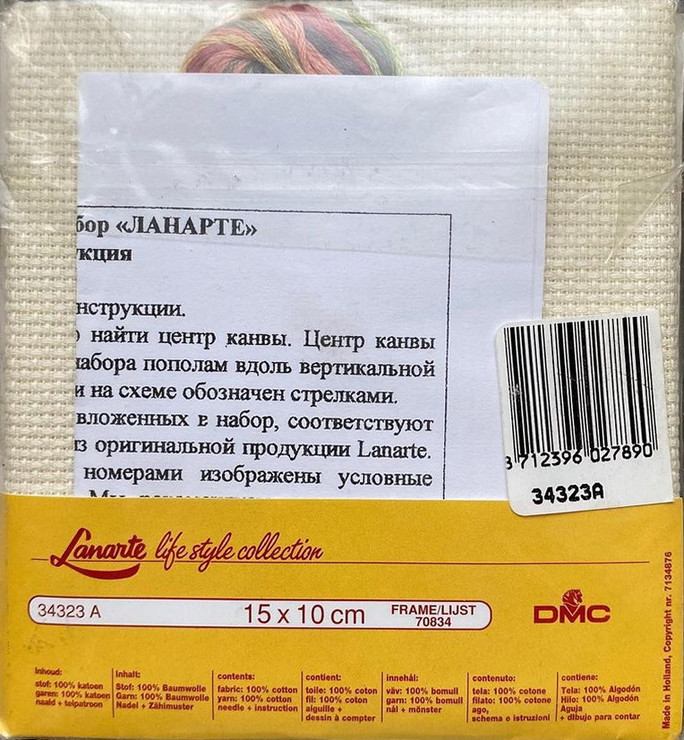 бор «ЛАНАРТЕ»
кция
нструкции.
найти центр канвы. Центр канвы
набора пополам вдоль вертикальной
и на схеме обозначен стрелками.
вложенных в набор, соответствуют
из оригинальной продукции Lanarte.
номерами изображены условные
8 712396 027890
34323A
Lanarte life style collection
34323 A
15 x 10 cm
FRAME/LIJST
70834
DMC
Made in Holland, Copyright nr. 7134876
Inhoud:
stof: 100% katoen
garen: 100% katoen
naald + telpatroon
Inhalt:
Stof: 100% Baumwolle
Garn: 100% Baumwolle
Nadel + Zählmuster
contents:
fabric: 100% cotton
yarn: 100% cotton
needle + instruction
contient:
toile: 100% coton
fil: 100% coton
aiguille +
dessin à compter
innehål:
väv: 100% bomull
garn: 100% bomull
nål + mönster
contenuto:
tela: 100% cotone
filato: 100% cotone
ago,
schema e istruzioni
contiene:
Tela: 100% Algodón
Hilo: 100% Algodón
Aguja
+ dibujo para contar